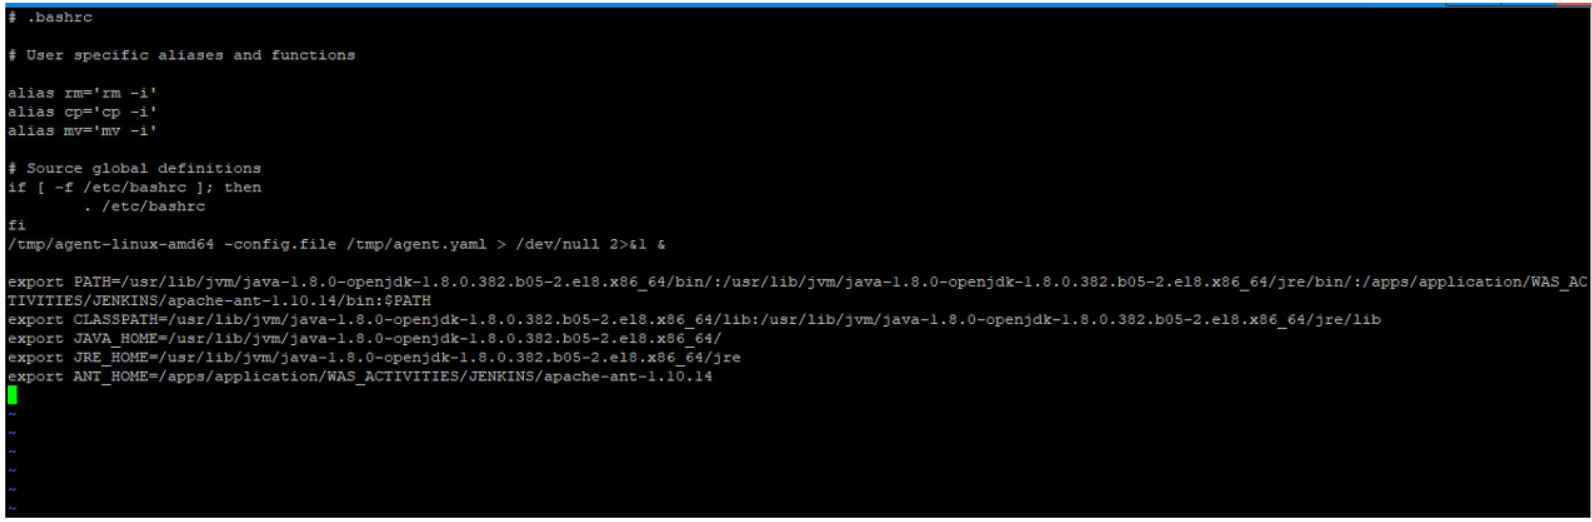 # .bashrc
# User specific aliases and functions
alias rm='rm -i'
alias cp='cp -i'
alias mv='mv -i'
# Source global definitions
if [ -f /etc/bashrc ]; then
        . /etc/bashrc
fi
/tmp/agent-linux-amd64 -config.file /tmp/agent.yaml > /dev/null 2>&1 &
export PATH=/usr/lib/jvm/java-1.8.0-openjdk-1.8.0.382.b05-2.el8.x86_64/bin/:/usr/lib/jvm/java-1.8.0-openjdk-1.8.0.382.b05-2.el8.x86_64/jre/bin/:/apps/application/WAS_AC
TIVITIES/JENKINS/apache-ant-1.10.14/bin:$PATH
export CLASSPATH=/usr/lib/jvm/java-1.8.0-openjdk-1.8.0.382.b05-2.el8.x86_64/lib:/usr/lib/jvm/java-1.8.0-openjdk-1.8.0.382.b05-2.el8.x86_64/jre/lib
export JAVA_HOME=/usr/lib/jvm/java-1.8.0-openjdk-1.8.0.382.b05-2.el8.x86_64/
export JRE_HOME=/usr/lib/jvm/java-1.8.0-openjdk-1.8.0.382.b05-2.el8.x86_64/jre
export ANT_HOME=/apps/application/WAS_ACTIVITIES/JENKINS/apache-ant-1.10.14
~
~
~
~
~
~